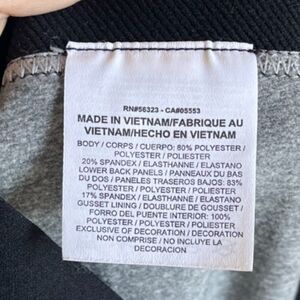 RN#56323 - CA#05553
MADE IN VIETNAM/FABRIQUE AU
VIETNAM/HECHO EN VIETNAM
BODY / CORPS / CUERPO: 80% POLYESTER /
POLYESTER / POLIESTER
20% SPANDEX / ELASTHANNE / ELASTANO
LOWER BACK PANELS / PANNEAUX DU BAS
DU DOS / PANELES TRASEROS BAJOS: 83%
POLYESTER / POLYESTER / POLIESTER
17% SPANDEX / ELASTHANNE / ELASTANO
GUSSET LINING / DOUBLURE DE GOUSSET /
FORRO DEL PUENTE INTERIOR: 100%
POLYESTER / POLYESTER / POLIESTER
EXCLUSIVE OF DECORATION / DECORATION
NON COMPRISE / NO INCLUYE LA
DECORACION